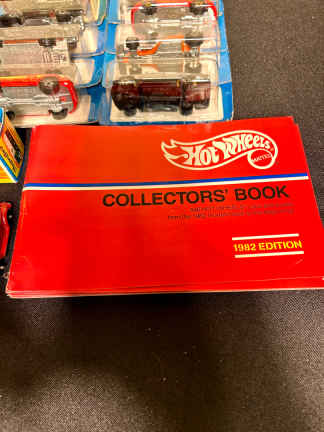 Hot Wheels
MATTEL
COLLECTORS' BOOK
1982 EDITION